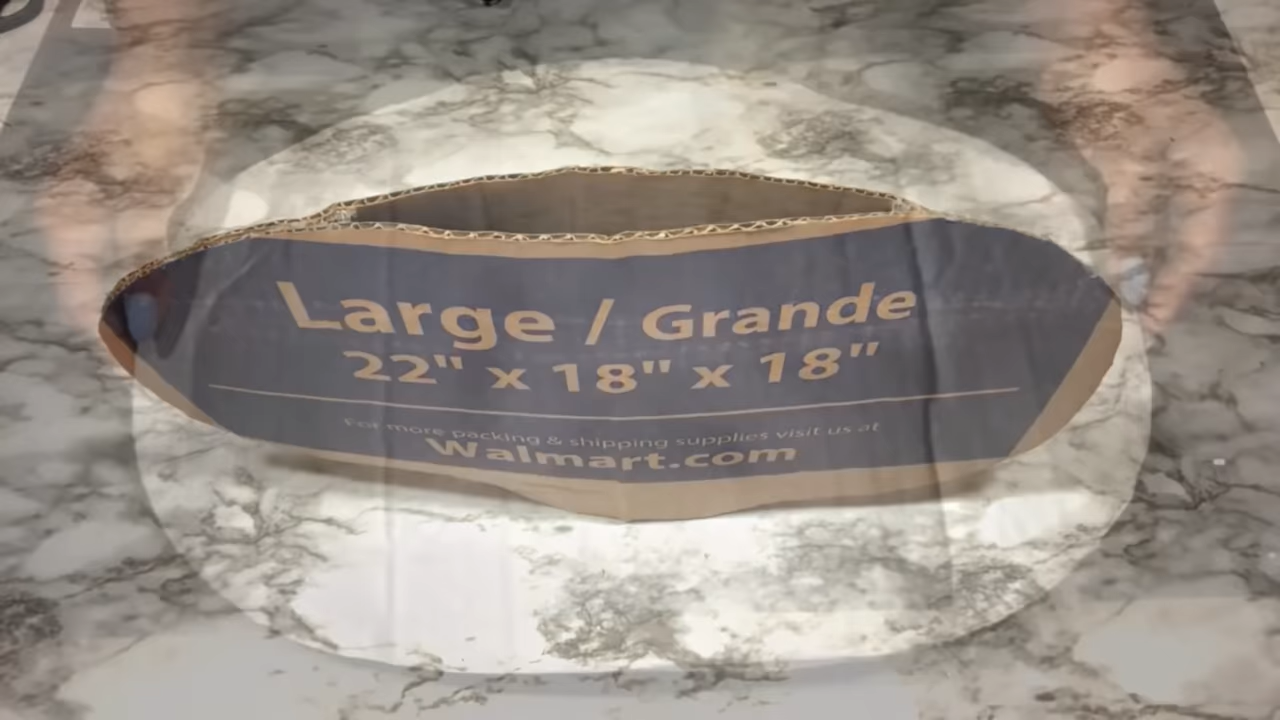 Large / Grande
22" x 18" x 18"
For more packing & shipping supplies visit us at
Walmart.com